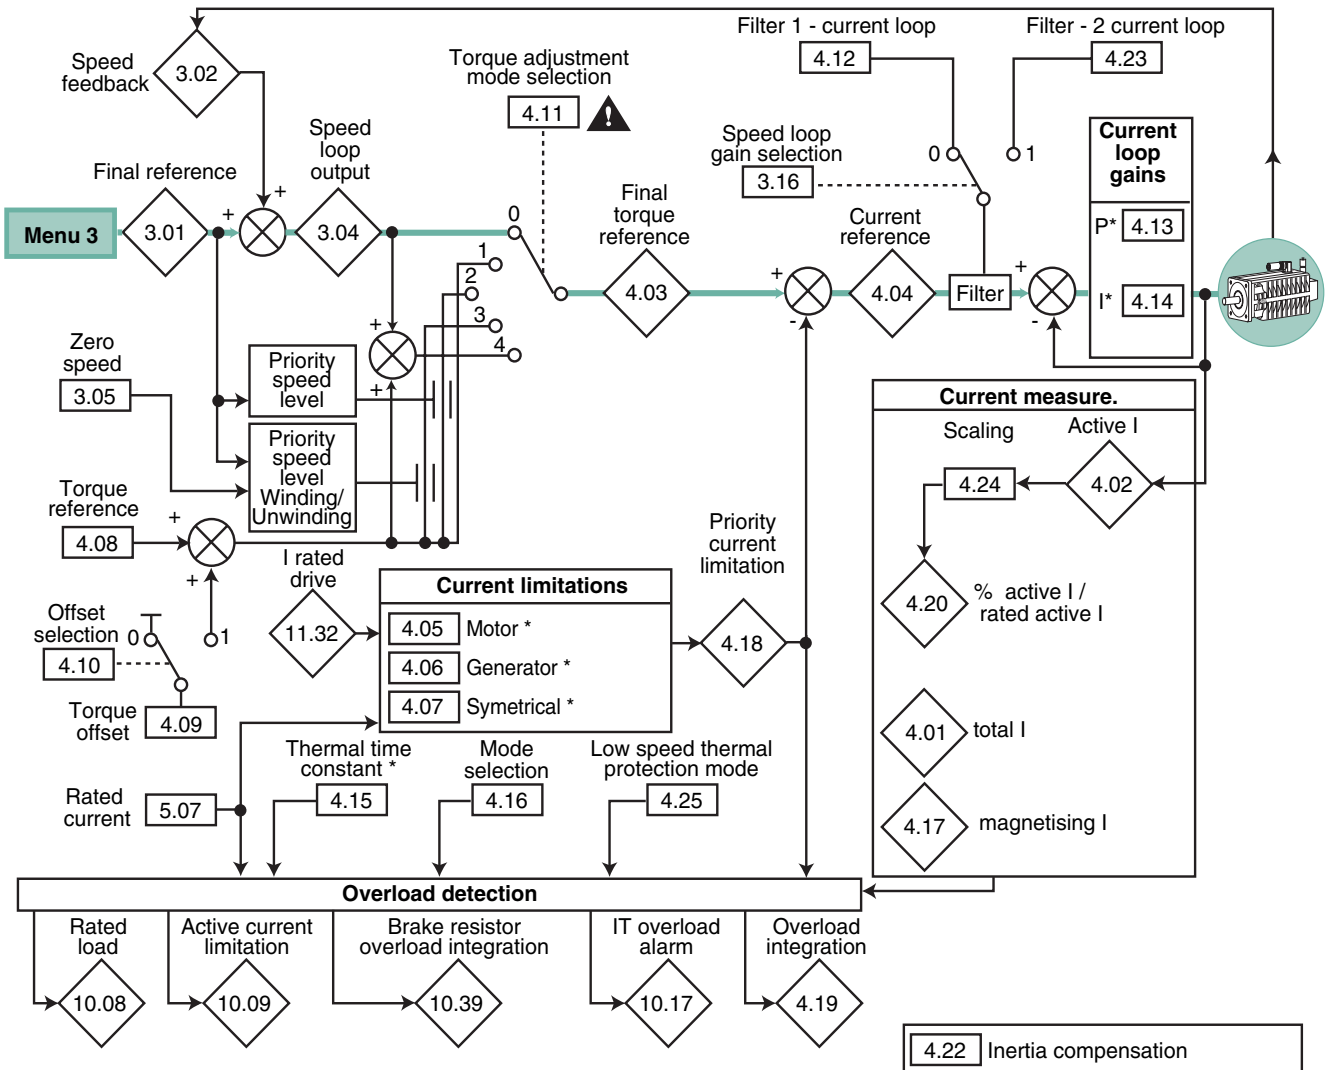 Filter 1 - current loop
4.12
Filter - 2 current loop
4.23
Speed
feedback
3.02
Torque adjustment
mode selection
4.11
!
Speed
loop
output
Speed loop
gain selection
3.16
0
1
Current
loop
gains
P* 4.13
I* 4.14
Final reference
Menu 3
3.01
+
+
3.04
0
1
2
3
4
Final
torque
reference
4.03
+
-
Current
reference
4.04
Filter
+
-
Zero
speed
3.05
Priority
speed
level
+
+
Priority
speed
level
Winding/
Unwinding
Torque
reference
4.08
+
+
Offset
selection
4.10
0
1
Torque
offset
4.09
I rated
drive
11.32
Current limitations
4.05 Motor *
4.06 Generator *
4.07 Symetrical *
Priority
current
limitation
4.18
Current measure.
Scaling
4.24
Active I
4.02
4.20
% active I /
rated active I
4.01 total I
4.17 magnetising I
Rated
current
5.07
Thermal time
constant *
4.15
Mode
selection
4.16
Low speed thermal
protection mode
4.25
Overload detection
Rated
load
10.08
Active current
limitation
10.09
Brake resistor
overload integration
10.39
IT overload
alarm
10.17
Overload
integration
4.19
4.22 Inertia compensation